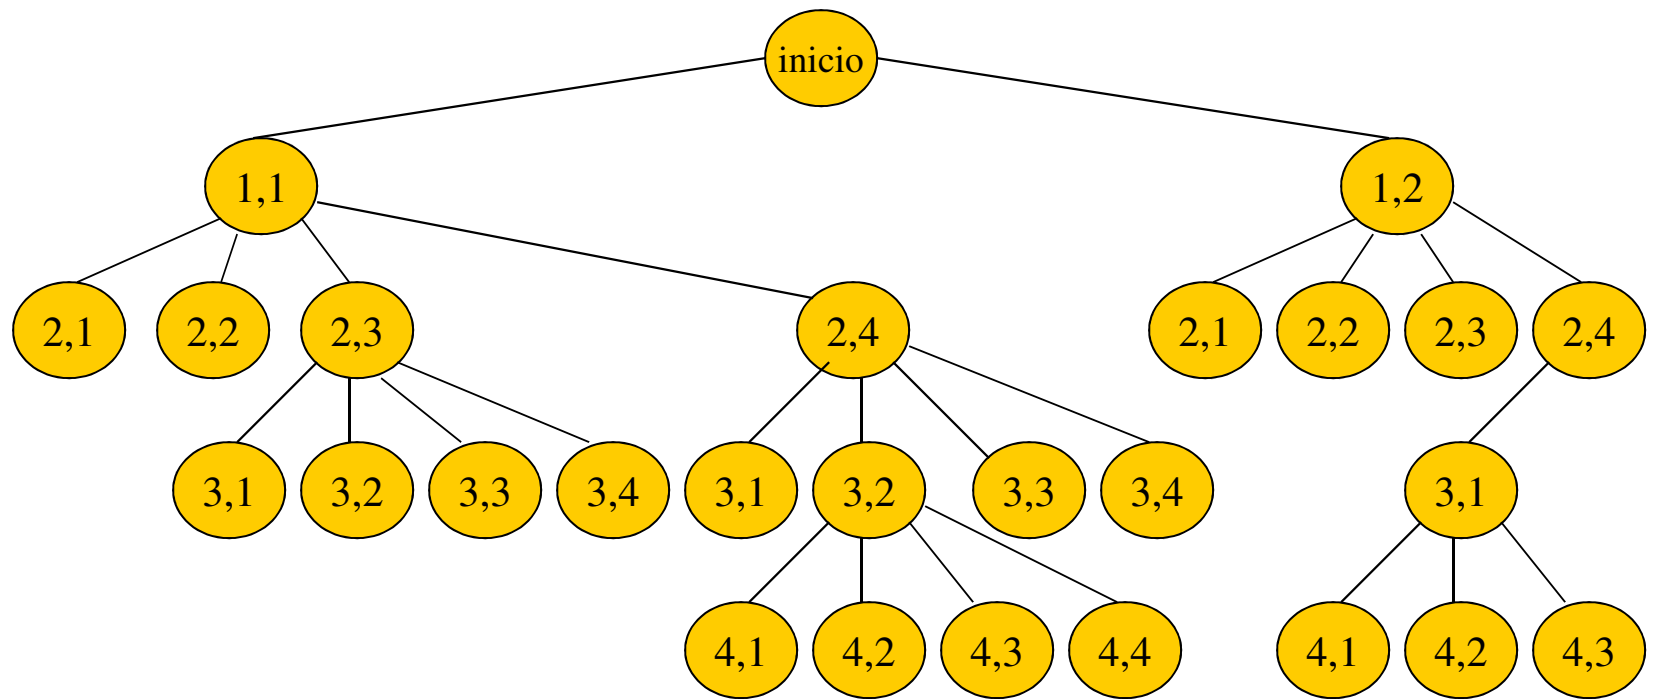 inicio
1,1 1,2
2,1 2,2 2,3 2,4 2,1 2,2 2,3 2,4
3,1 3,2 3,3 3,4 3,1 3,2 3,3 3,4 3,1
4,1 4,2 4,3 4,4 4,1 4,2 4,3